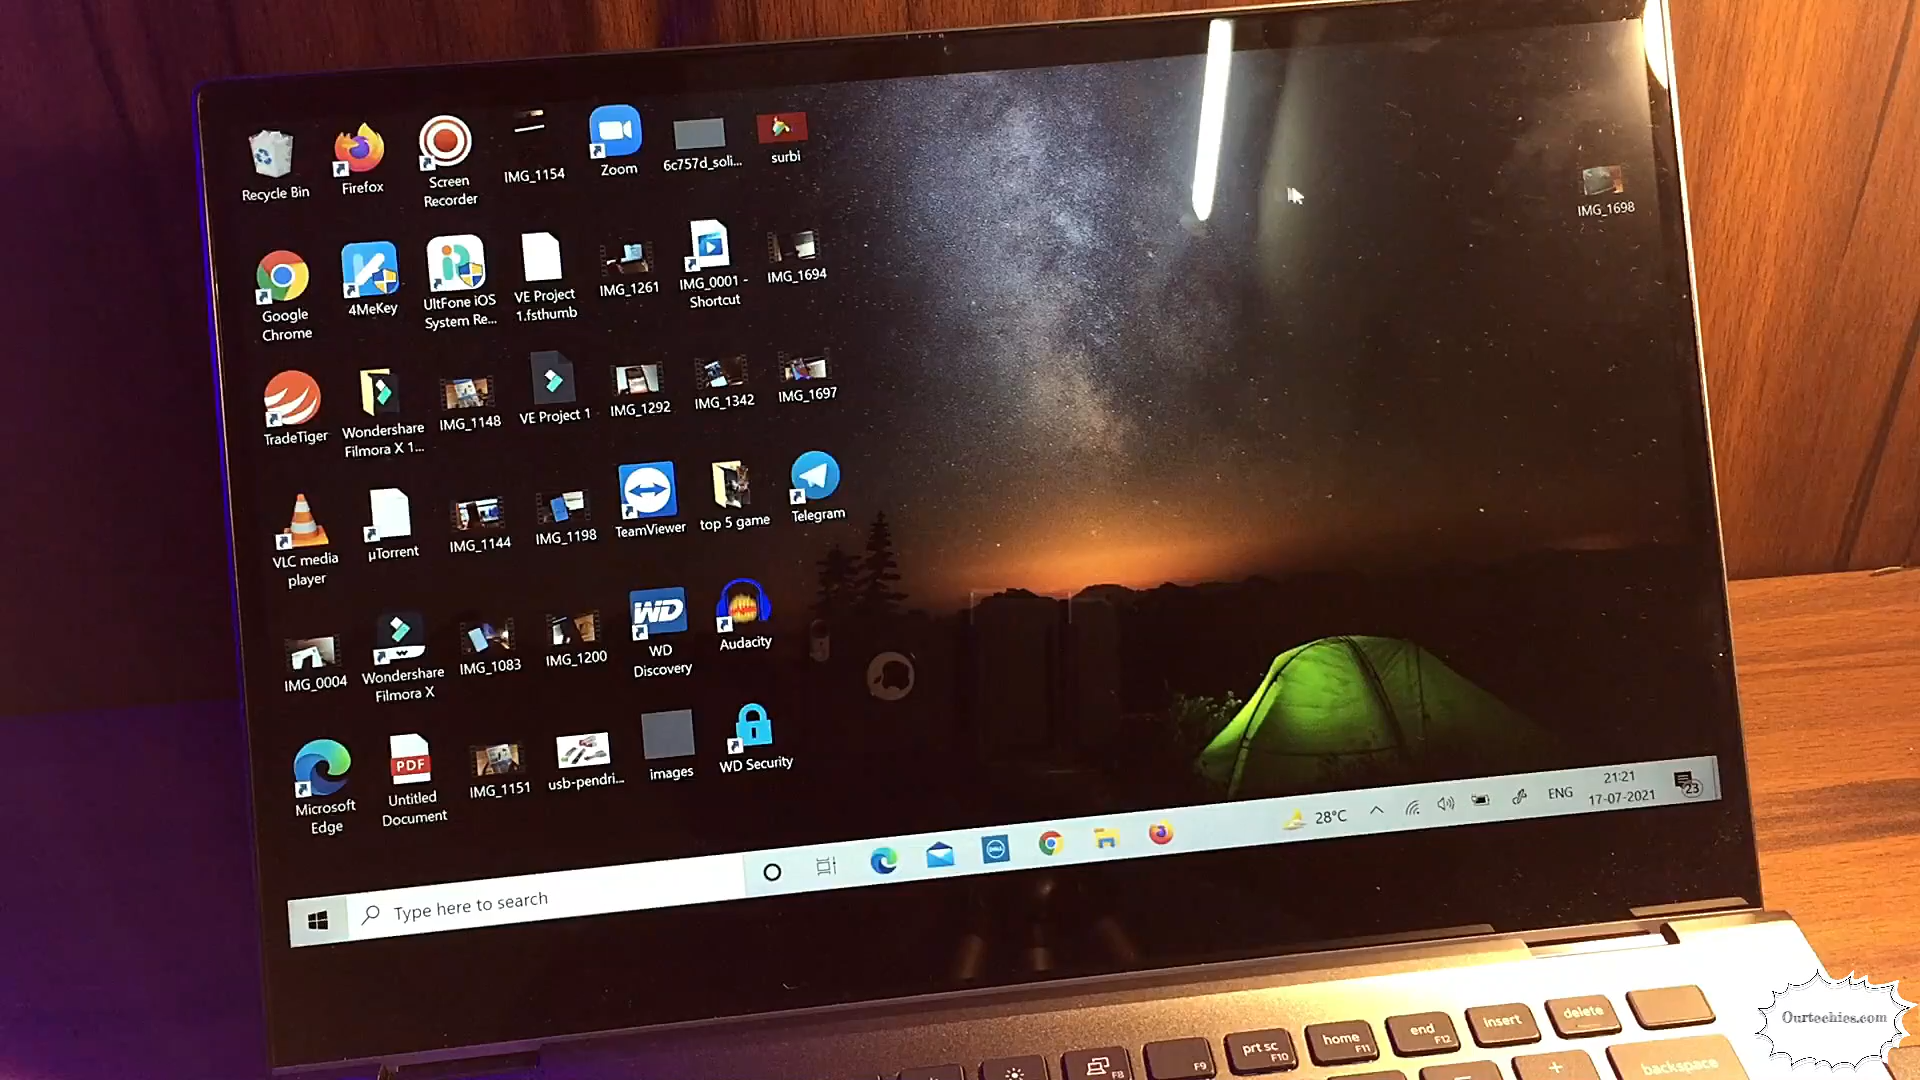 Recycle Bin
Firefox
Screen
Recorder
IMG_1154
Zoom
6c757d_soli...
surbi
IMG_1698
Google
Chrome
4MeKey
UltFone iOS
System Re...
VE Project
1.fsthumb
IMG_1261
IMG_0001 -
Shortcut
IMG_1694
TradeTiger
Wondershare
Filmora X 1...
IMG_1148
VE Project 1
IMG_1292
IMG_1342
IMG_1697
VLC media
player
µTorrent
IMG_1144
IMG_1198
TeamViewer
top 5 game
Telegram
IMG_0004
Wondershare
Filmora X
IMG_1083
IMG_1200
WD
WD
Discovery
Audacity
Microsoft
Edge
PDF
Untitled
Document
IMG_1151
usb-pendri...
images
WD Security
Type here to search
DELL
28°C
ENG
21:21
17-07-2021
23
F8
F9
prt sc
F10
home
F11
end
F12
insert
delete
backspace
Ourtechies.com